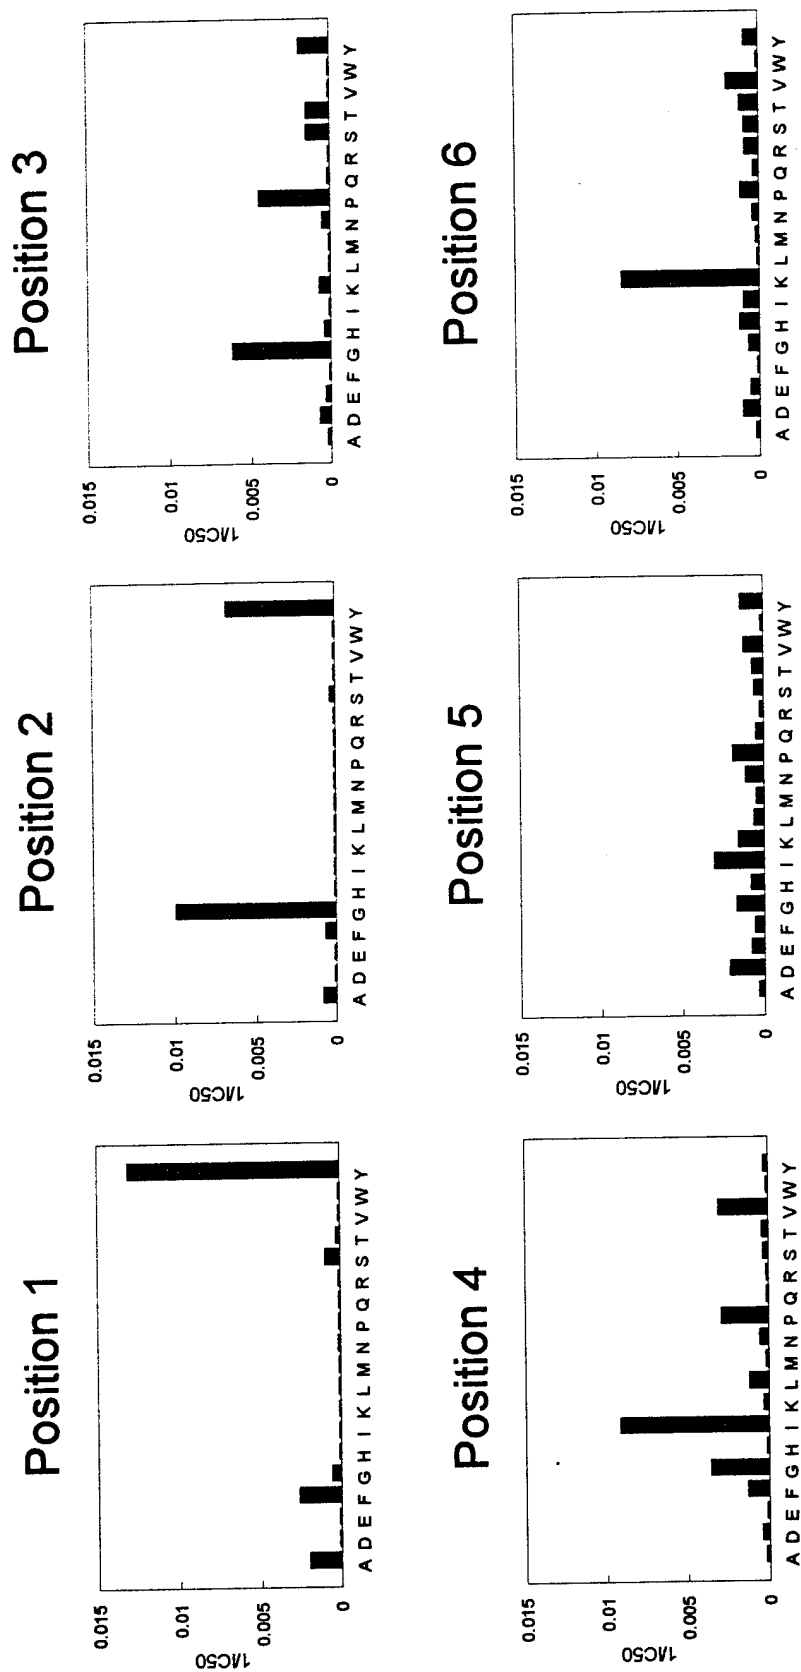 Position 1
0.015
0.01
0.005
0
1/IC50
A D E F G H I K L M N P Q R S T V W Y
Position 2
0.015
0.01
0.005
0
1/IC50
A D E F G H I K L M N P Q R S T V W Y
Position 3
0.015
0.01
0.005
0
1/IC50
A D E F G H I K L M N P Q R S T V W Y
Position 4
0.015
0.01
0.005
0
1/IC50
A D E F G H I K L M N P Q R S T V W Y
Position 5
0.015
0.01
0.005
0
1/IC50
A D E F G H I K L M N P Q R S T V W Y
Position 6
0.015
0.01
0.005
0
1/IC50
A D E F G H I K L M N P Q R S T V W Y